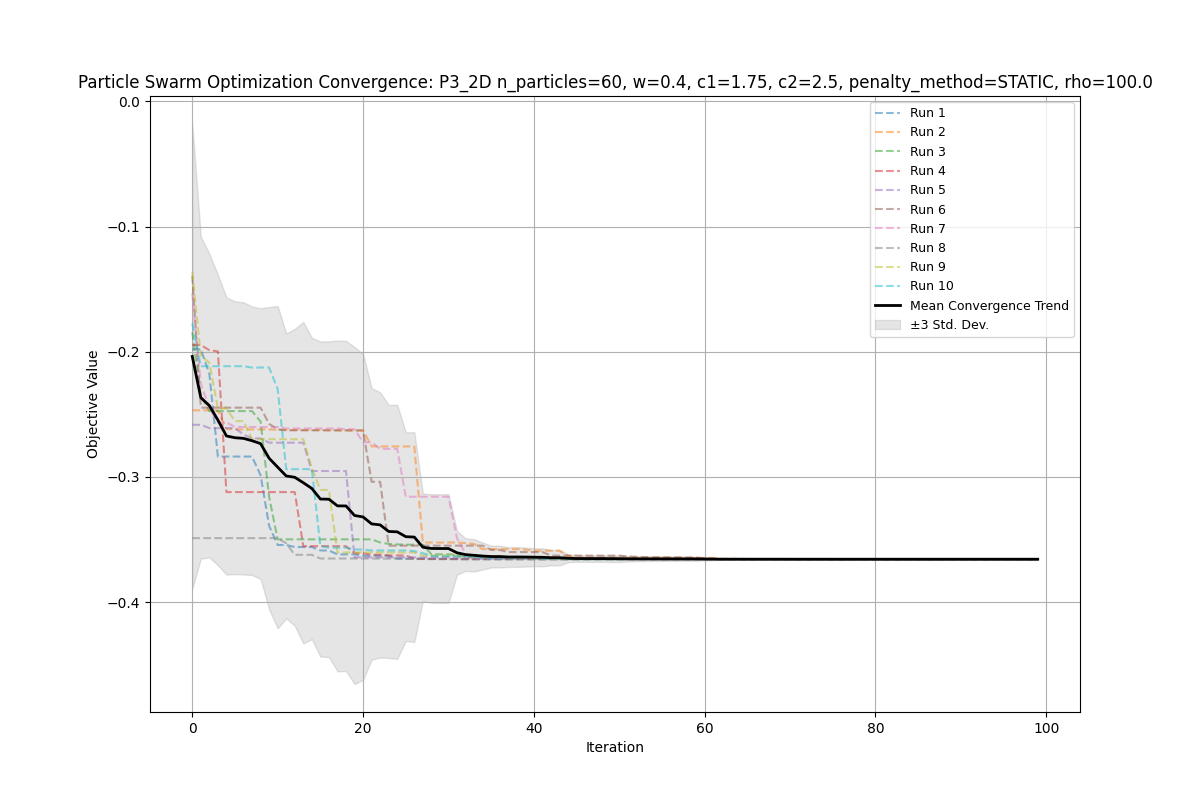 Particle Swarm Optimization Convergence: P3_2D n_particles=60, w=0.4, c1=1.75, c2=2.5, penalty_method=STATIC, rho=100.0
0.0
−0.1
−0.2
−0.3
−0.4
Objective Value
Run 1
Run 2
Run 3
Run 4
Run 5
Run 6
Run 7
Run 8
Run 9
Run 10
Mean Convergence Trend
±3 Std. Dev.
0 20 40 60 80 100
Iteration